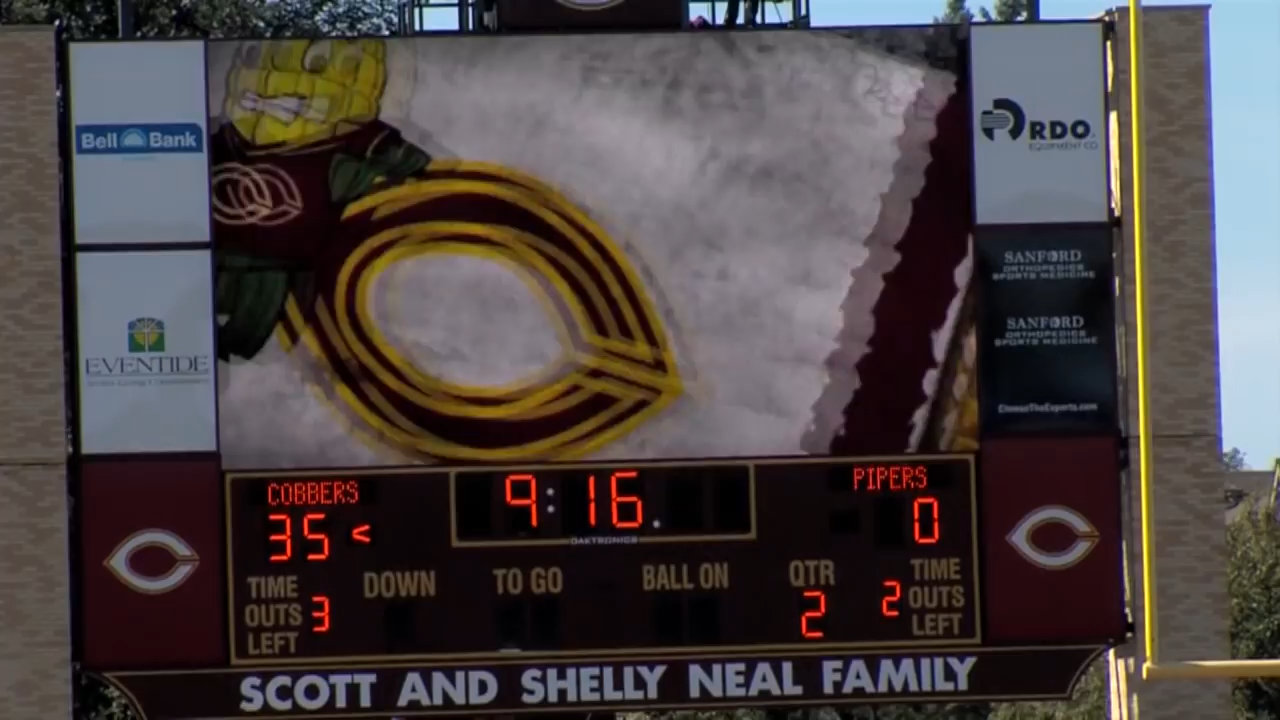 Bell Bank
EVENTIDE
RDO.
EQUIPMENT CO
SANFORD
ORTHOPEDICS
SPORTS MEDICINE
SANFORD
ORTHOPEDICS
SPORTS MEDICINE
ChooseTheExperts.com
COBBERS
35 <
9:16.
PIPERS
0
DAKTRONICS
TIME
OUTS 3
LEFT
DOWN
TO GO
BALL ON
QTR
2
TIME
2 OUTS
LEFT
SCOTT AND SHELLY NEAL FAMILY